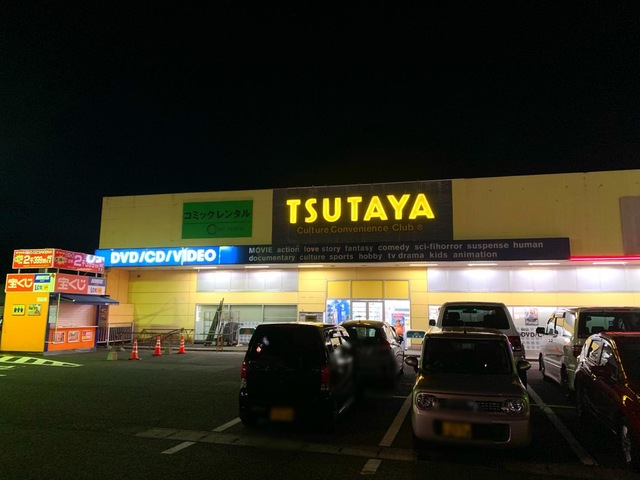 TSUTAYA
Culture Convenience Club
コミックレンタル
DVD/CD/VIDEO
MOVIE action love story fantasy comedy sci-fi horror suspense human
documentary culture sports hobby tv drama kids animation
宝くじ
宝くじ